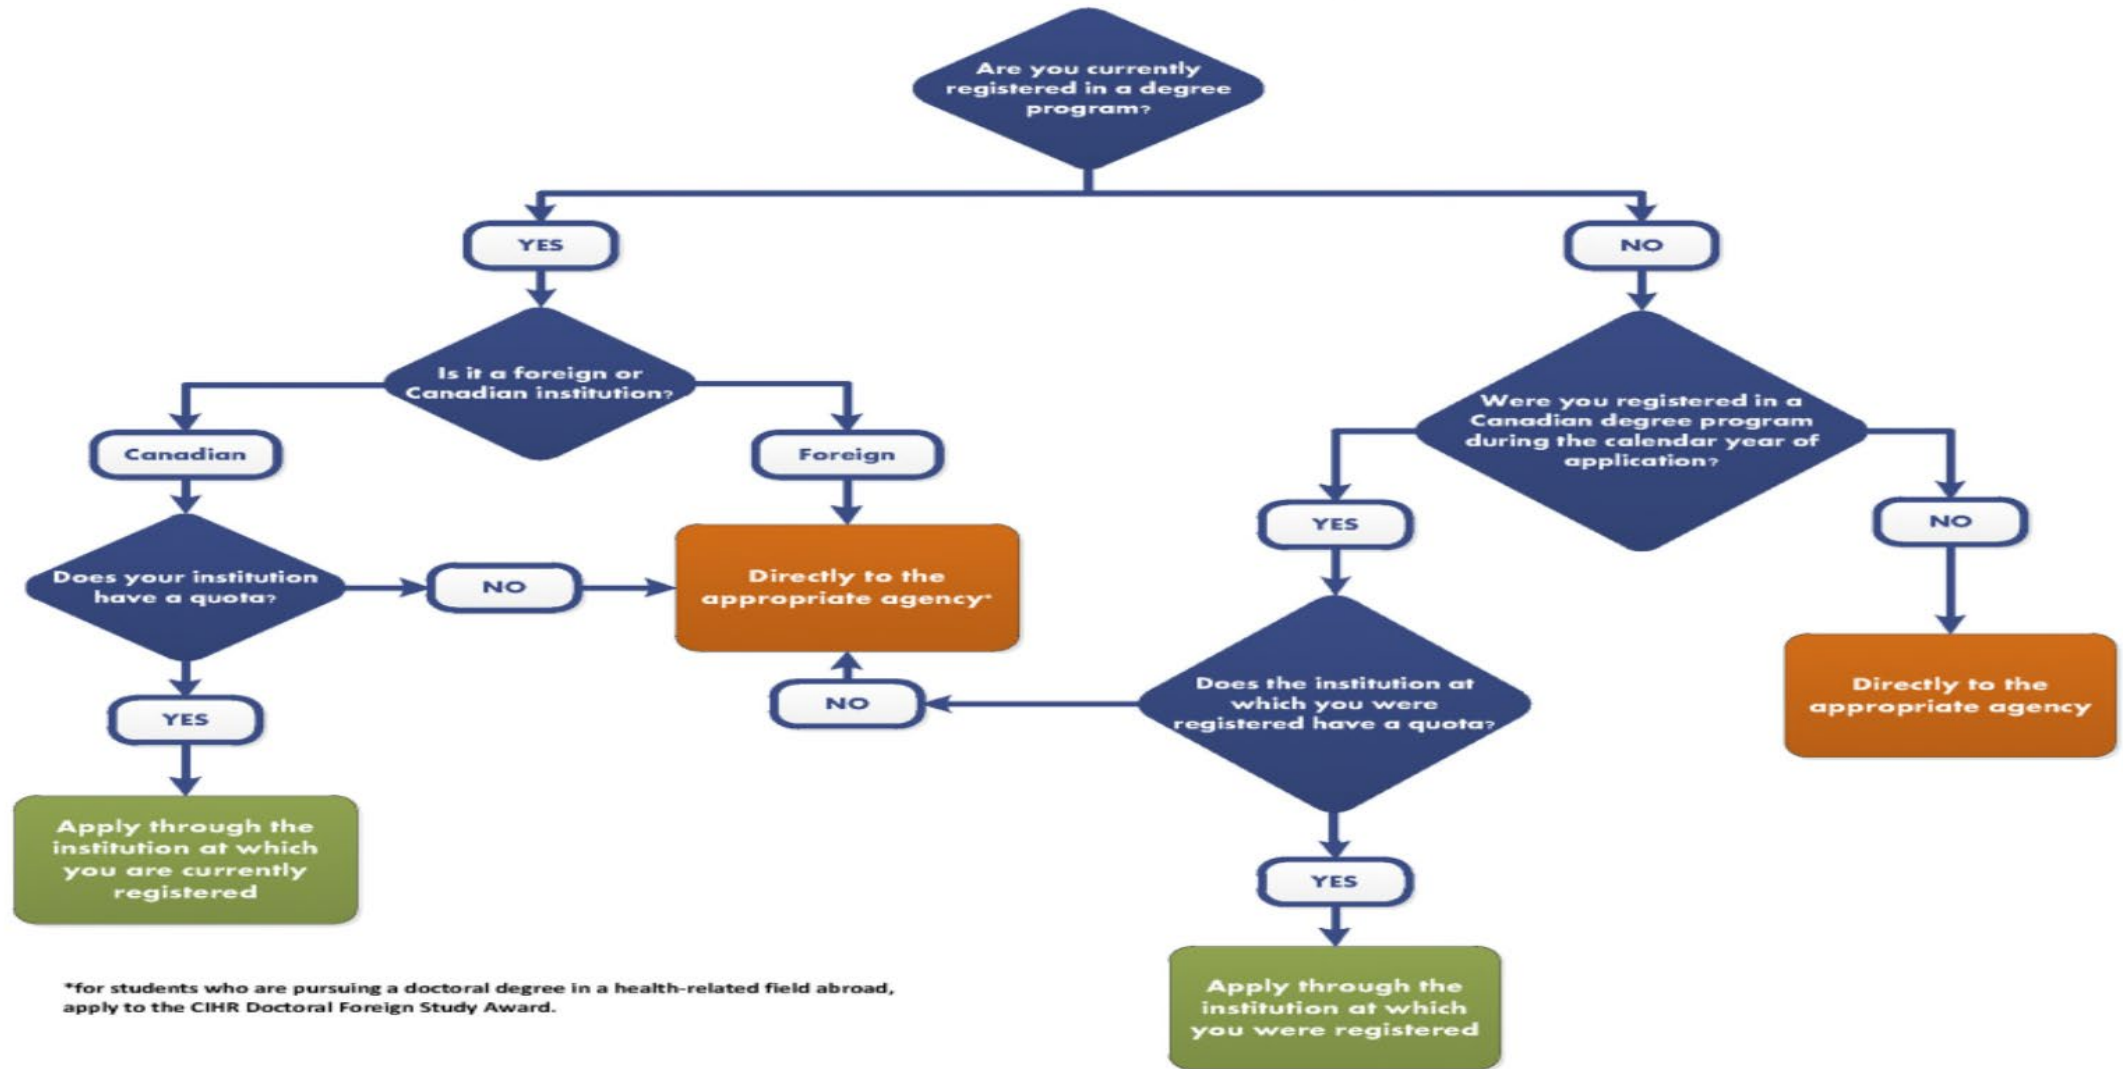 Are you currently
registered in a degree
program?
YES
NO
Is it a foreign or
Canadian institution?
Were you registered in a
Canadian degree program
during the calendar year of
application?
Canadian
Foreign
YES
NO
Does your institution
have a quota?
NO
Directly to the
appropriate agency*
Does the institution at
which you were
registered have a quota?
NO
Directly to the
appropriate agency
YES
Apply through the
institution at which
you are currently
registered
YES
Apply through the
institution at which
you were registered
*for students who are pursuing a doctoral degree in a health-related field abroad,
apply to the CIHR Doctoral Foreign Study Award.